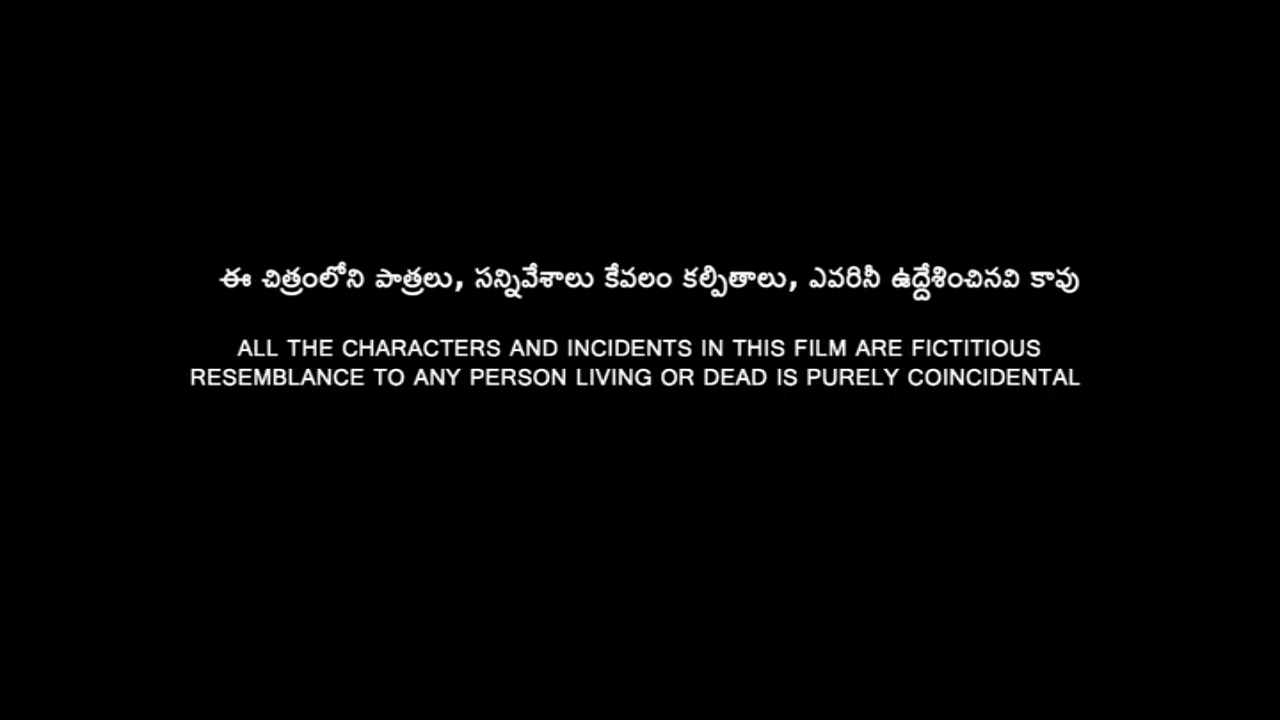 ఈ చిత్రంలోని పాత్రలు, సన్నివేశాలు కేవలం కల్పితాలు, ఎవరినీ ఉద్దేశించినవి కావు
ALL THE CHARACTERS AND INCIDENTS IN THIS FILM ARE FICTITIOUS
RESEMBLANCE TO ANY PERSON LIVING OR DEAD IS PURELY COINCIDENTAL